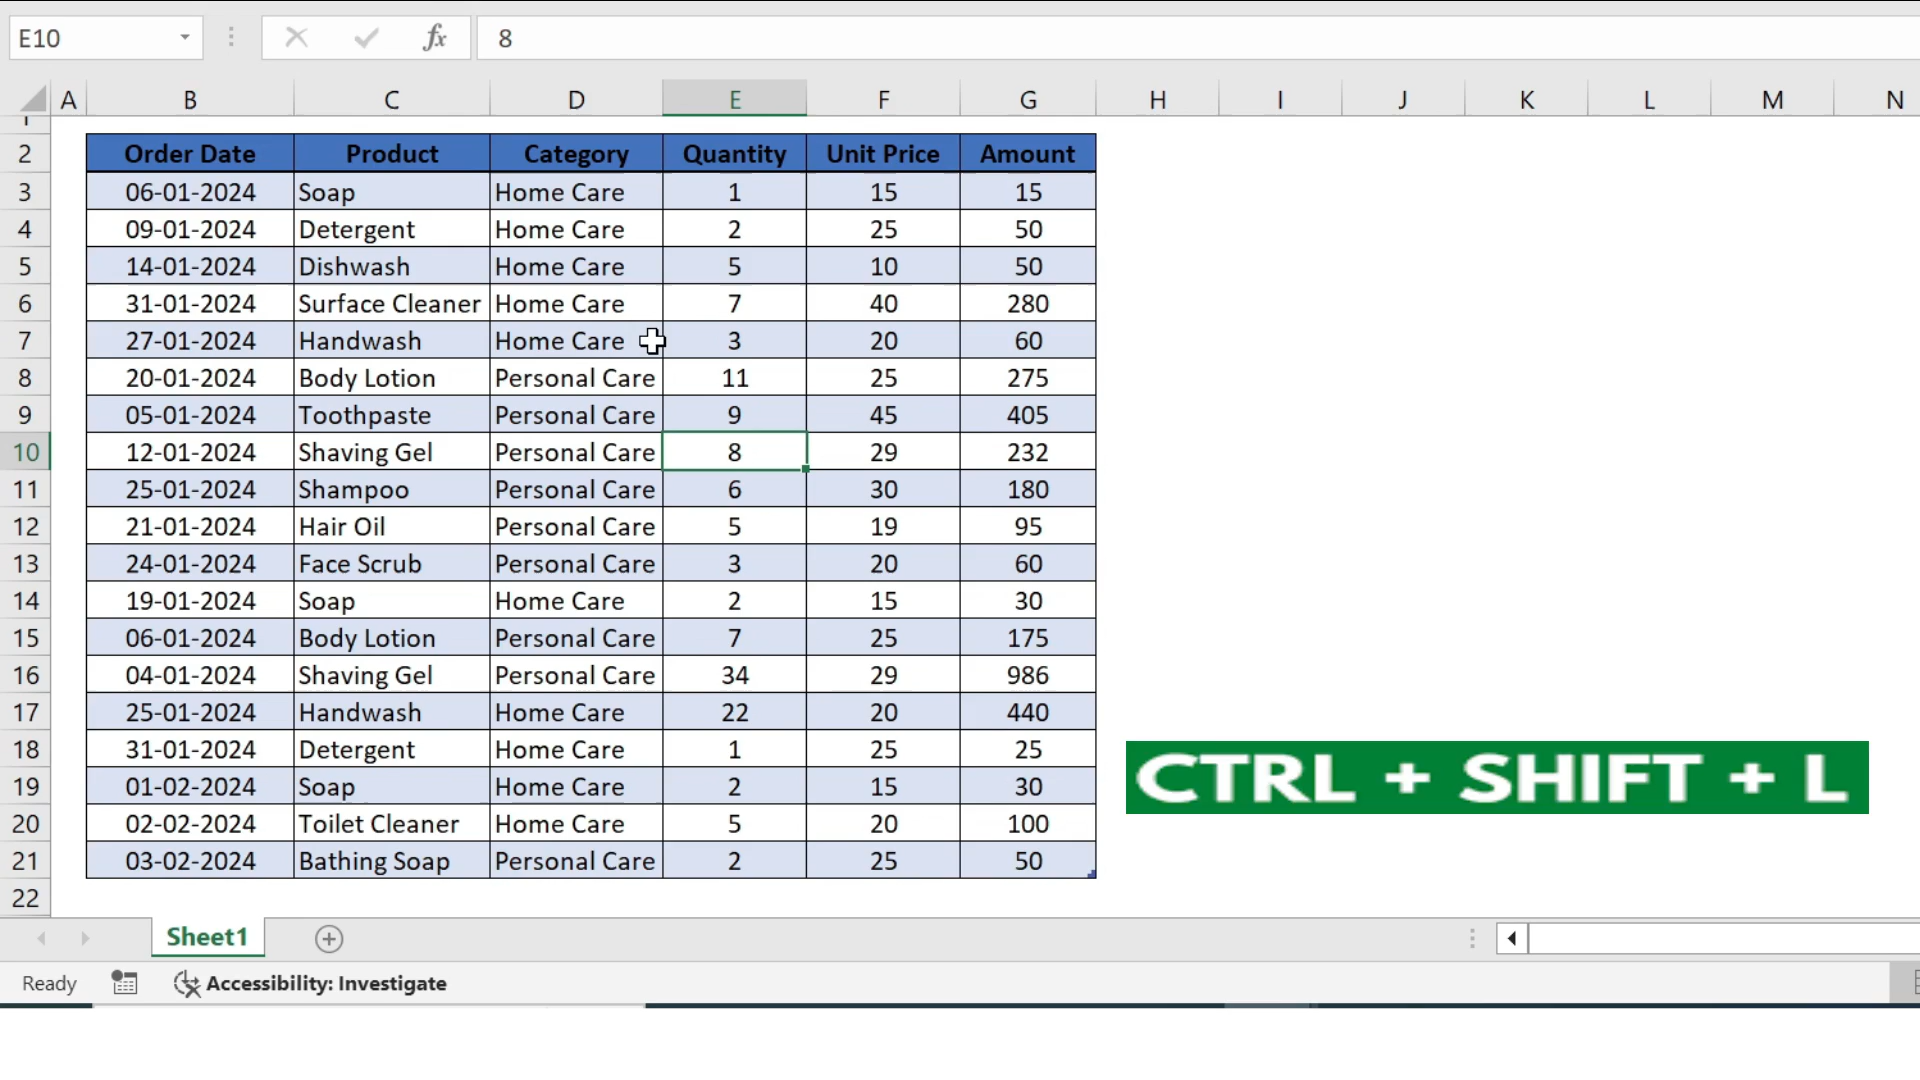 E10 fx 8
A B C D E F G H I J K L M N
1
2 Order Date Product Category Quantity Unit Price Amount
3 06-01-2024 Soap Home Care 1 15 15
4 09-01-2024 Detergent Home Care 2 25 50
5 14-01-2024 Dishwash Home Care 5 10 50
6 31-01-2024 Surface Cleaner Home Care 7 40 280
7 27-01-2024 Handwash Home Care 3 20 60
8 20-01-2024 Body Lotion Personal Care 11 25 275
9 05-01-2024 Toothpaste Personal Care 9 45 405
10 12-01-2024 Shaving Gel Personal Care 8 29 232
11 25-01-2024 Shampoo Personal Care 6 30 180
12 21-01-2024 Hair Oil Personal Care 5 19 95
13 24-01-2024 Face Scrub Personal Care 3 20 60
14 19-01-2024 Soap Home Care 2 15 30
15 06-01-2024 Body Lotion Personal Care 7 25 175
16 04-01-2024 Shaving Gel Personal Care 34 29 986
17 25-01-2024 Handwash Home Care 22 20 440
18 31-01-2024 Detergent Home Care 1 25 25
CTRL + SHIFT + L
19 01-02-2024 Soap Home Care 2 15 30
20 02-02-2024 Toilet Cleaner Home Care 5 20 100
21 03-02-2024 Bathing Soap Personal Care 2 25 50
22
Sheet1
Ready Accessibility: Investigate